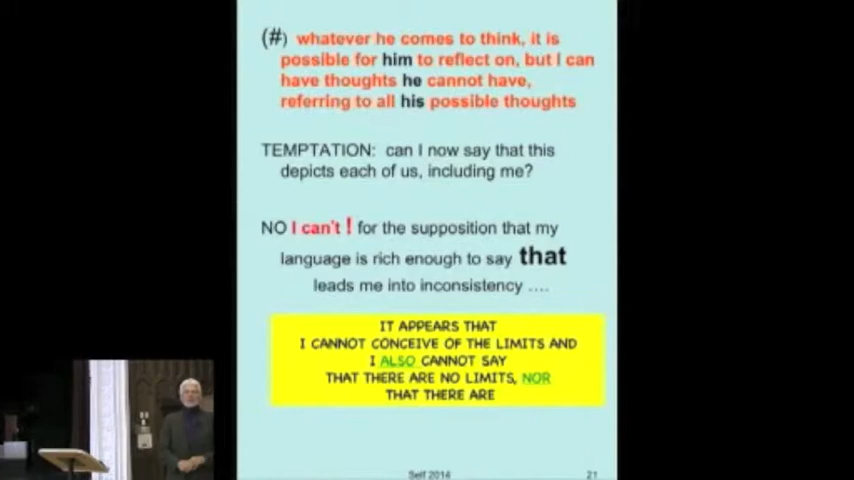 (#) whatever he comes to think, it is
possible for him to reflect on, but I can
have thoughts he cannot have,
referring to all his possible thoughts
TEMPTATION: can I now say that this
depicts each of us, including me?
NO I can't ! for the supposition that my
language is rich enough to say that
leads me into inconsistency ....
IT APPEARS THAT
I CANNOT CONCEIVE OF THE LIMITS AND
I ALSO CANNOT SAY
THAT THERE ARE NO LIMITS, NOR
THAT THERE ARE
Self 2014
21